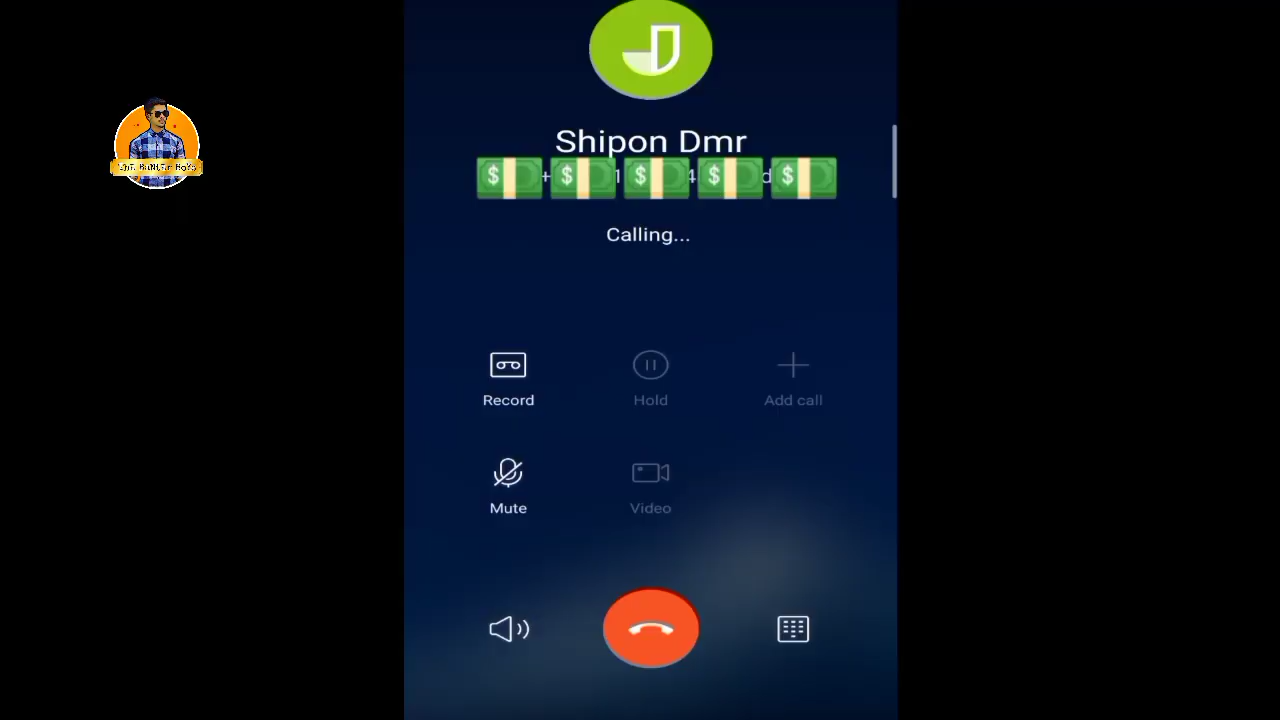 Shipon Dmr
Calling...
Record
Hold
Add call
Mute
Video